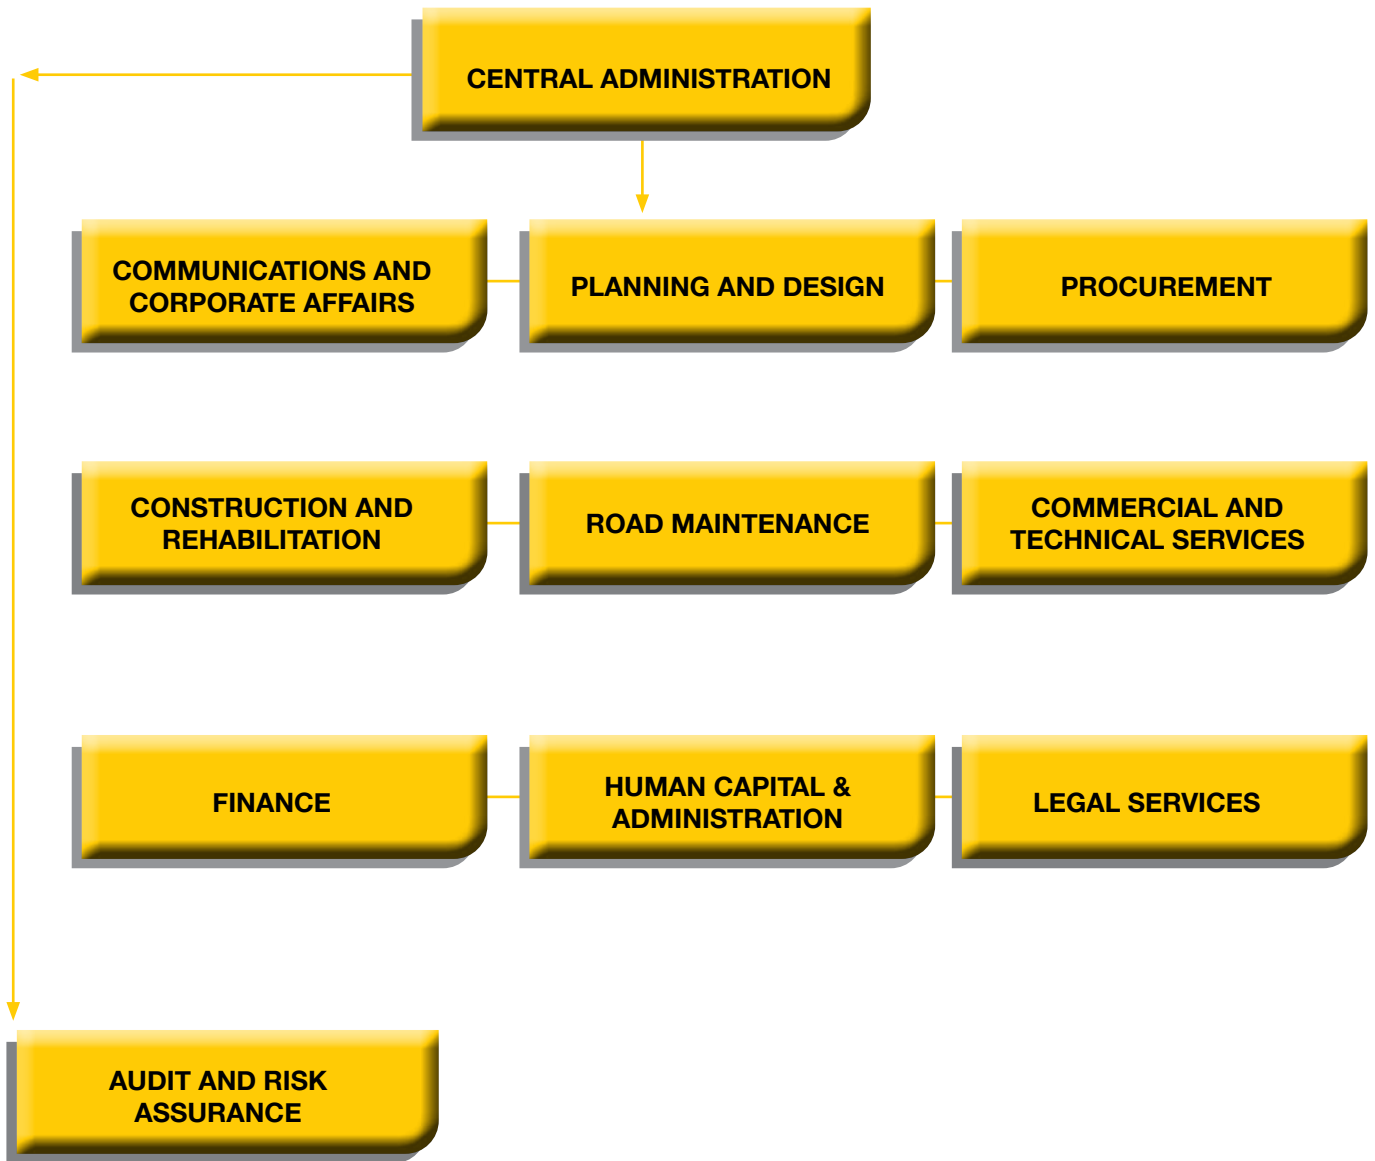 CENTRAL ADMINISTRATION
COMMUNICATIONS AND
CORPORATE AFFAIRS
PLANNING AND DESIGN
PROCUREMENT
CONSTRUCTION AND
REHABILITATION
ROAD MAINTENANCE
COMMERCIAL AND
TECHNICAL SERVICES
FINANCE
HUMAN CAPITAL &
ADMINISTRATION
LEGAL SERVICES
AUDIT AND RISK
ASSURANCE